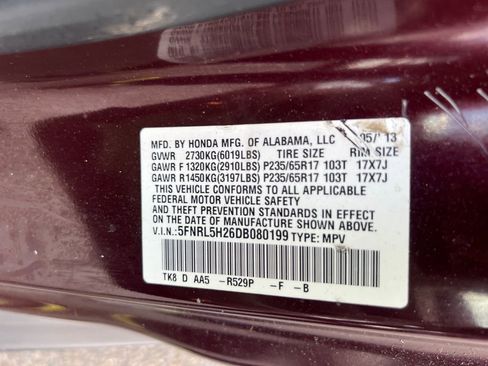 MFD. BY HONDA MFG. OF ALABAMA, LLC 05/ 13
GVWR 2730KG(6019LBS) TIRE SIZE RIM SIZE
GAWR F 1320KG(2910LBS) P235/65R17 103T 17X7J
GAWR R1450KG(3197LBS) P235/65R17 103T 17X7J
THIS VEHICLE CONFORMS TO ALL APPLICABLE
FEDERAL MOTOR VEHICLE SAFETY
AND THEFT PREVENTION STANDARDS IN EFFECT
ON THE DATE OF MANUFACTURE SHOWN ABOVE.
V.I.N.:5FNRL5H26DB080199 TYPE: MPV
TK8 D AA5 -R529P -F -B